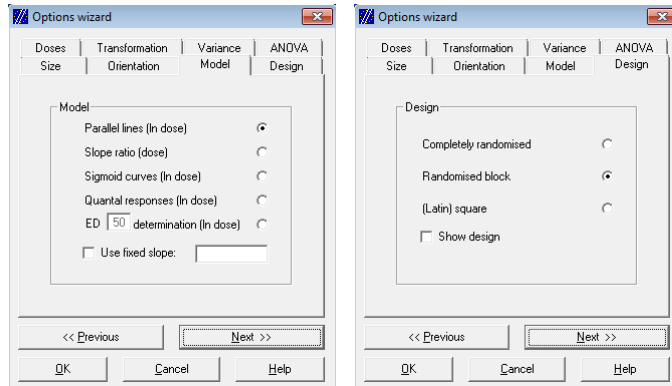 Options wizard
Doses Transformation Variance ANOVA
Size Orientation Model Design
Model
Parallel lines (ln dose)
Slope ratio (dose)
Sigmoid curves (ln dose)
Quantal responses (ln dose)
ED 50 determination (ln dose)
Use fixed slope:
<< Previous Next >>
OK Cancel Help
Options wizard
Doses Transformation Variance ANOVA
Size Orientation Model Design
Design
Completely randomised
Randomised block
(Latin) square
Show design
<< Previous Next >>
OK Cancel Help